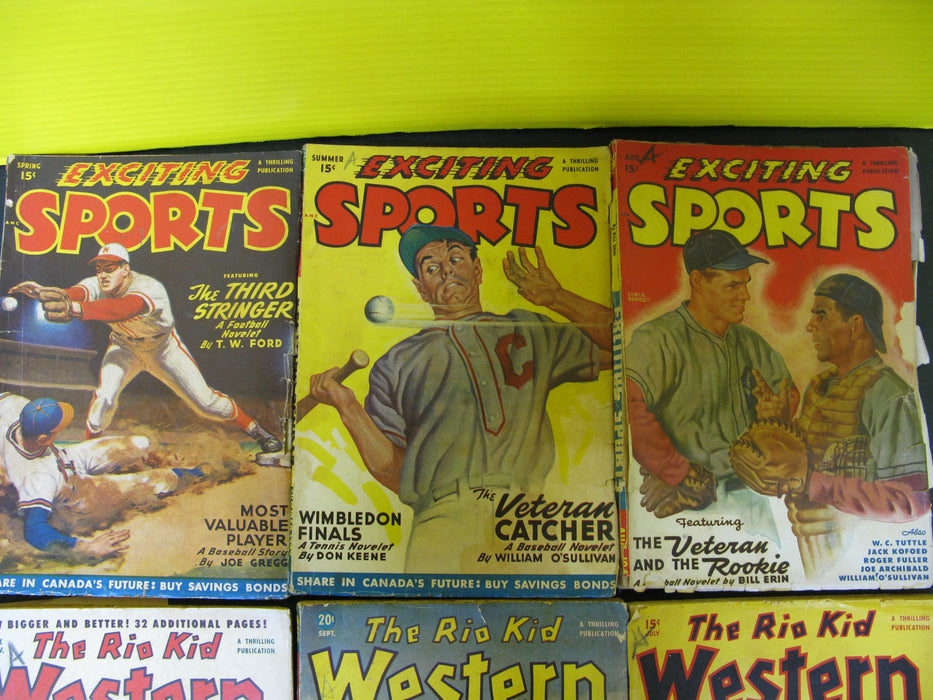 SPRING
15¢
EXCITING
A THRILLING
PUBLICATION
SPORTS
FEATURING
The THIRD
STRINGER
A Football
Novelet
By T. W. FORD
MOST
VALUABLE
PLAYER
A Baseball Story
By JOE GREGG
ARE IN CANADA'S FUTURE: BUY SAVINGS BONDS
SUMMER
15¢
A
EXCITING
A THRILLING
PUBLICATION
SPORTS
C
WIMBLEDON
FINALS
A Tennis Novelet
By DON KEENE
The Veteran
CATCHER
A Baseball Novelet
By WILLIAM O'SULLIVAN
SHARE IN CANADA'S FUTURE: BUY SAVINGS BONDS
AUG
15¢
A
EXCITING
A THRILLING
PUBLICATION
SPORTS
Featuring
THE Veteran
AND THE Rookie
A ball Novelet by BILL ERIN
Also
W. C. TUTTLE
JACK KOFOED
ROGER FULLER
JOE ARCHIBALD
WILLIAM O'SULLIVAN
BIGGER AND BETTER! 32 ADDITIONAL PAGES!
The Rio Kid
A THRILLING
PUBLICATION
Western
20¢
SEPT.
The Rio Kid
A THRILLING
PUBLICATION
Western
15¢
JULY
The Rio Kid
A THRILLING
PUBLICATION
Western